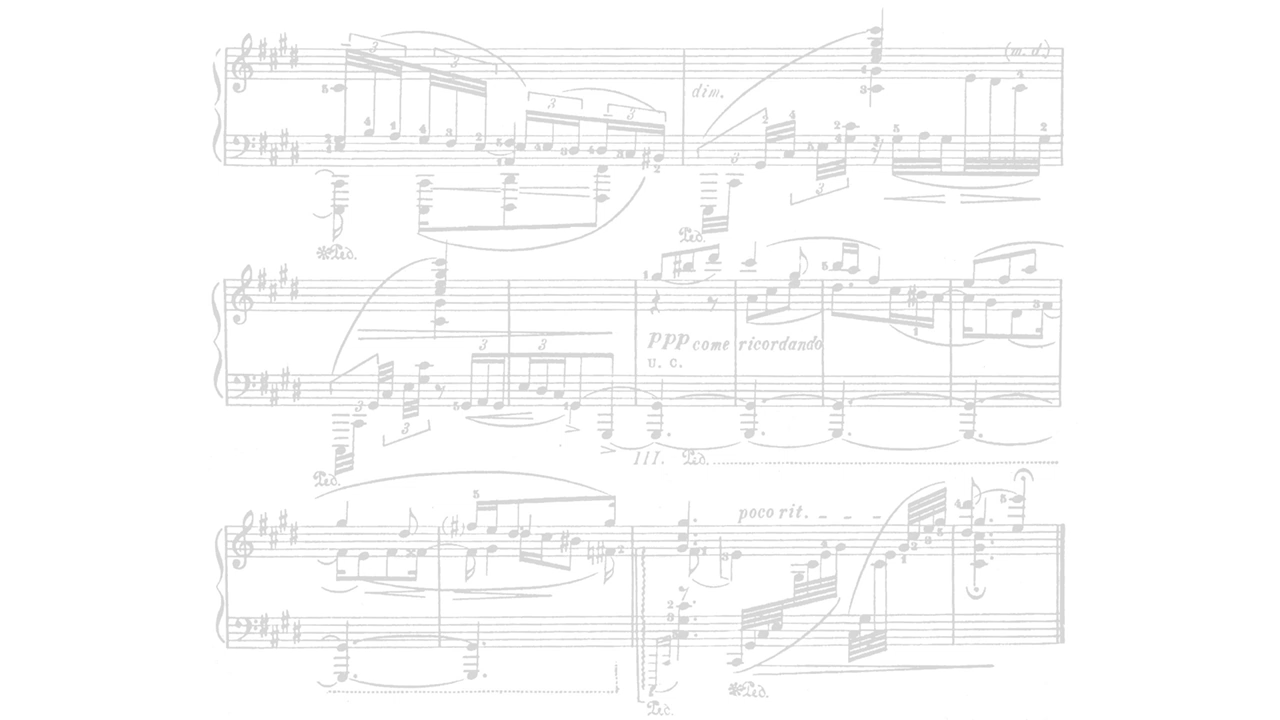 (m. d.)
dim.
Ped.
Ped.
ppp come ricordando
U. C.
III. Ped.
Ped.
poco rit.
Ped.
Ped.